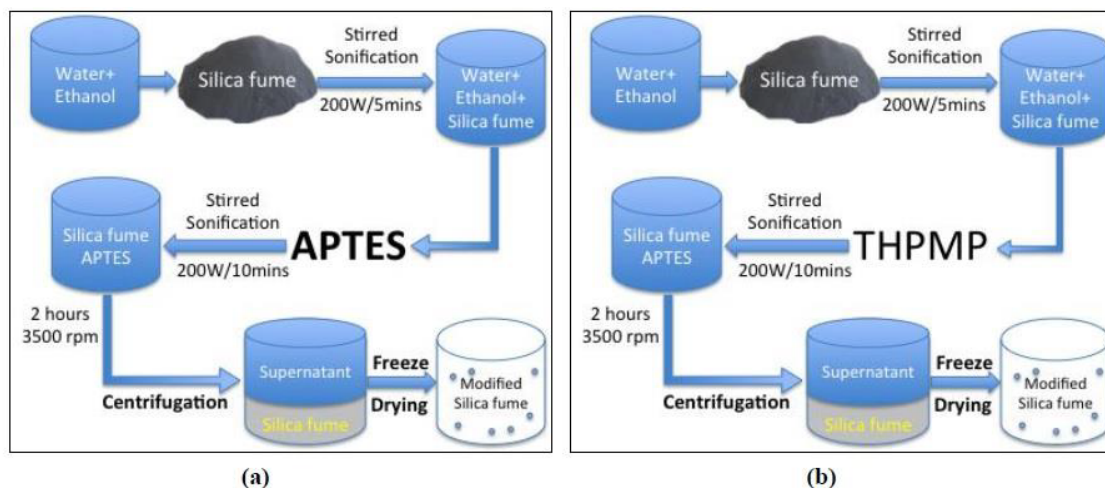 Water+
Ethanol
Silica fume
Stirred
Sonification
200W/5mins
Water+
Ethanol+
Silica fume
Silica fume
APTES
Stirred
Sonification
200W/10mins
APTES
2 hours
3500 rpm
Centrifugation
Supernatant
Silica fume
Freeze
Drying
Modified
Silica fume
(a)
Water+
Ethanol
Silica fume
Stirred
Sonification
200W/5mins
Water+
Ethanol+
Silica fume
Silica fume
APTES
Stirred
Sonification
200W/10mins
THPMP
2 hours
3500 rpm
Centrifugation
Supernatant
Silica fume
Freeze
Drying
Modified
Silica fume
(b)